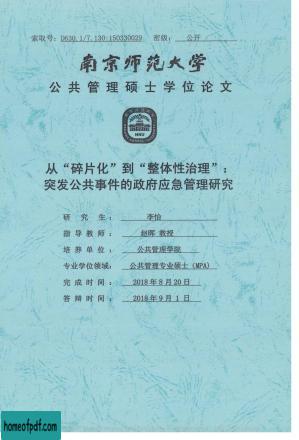 索取号：D630.1/7.130:150330029 密级：公开
南京师范大学
公共管理硕士学位论文
从“碎片化”到“整体性治理”：
突发公共事件的政府应急管理研究
研究生：李怡
指导教师：赵晖 教授
培养单位：公共管理学院
专业学位领域：公共管理专业硕士（MPA）
完成时间：2018年8月20日
答辩时间：2018年9月1日
homeofpdf.com